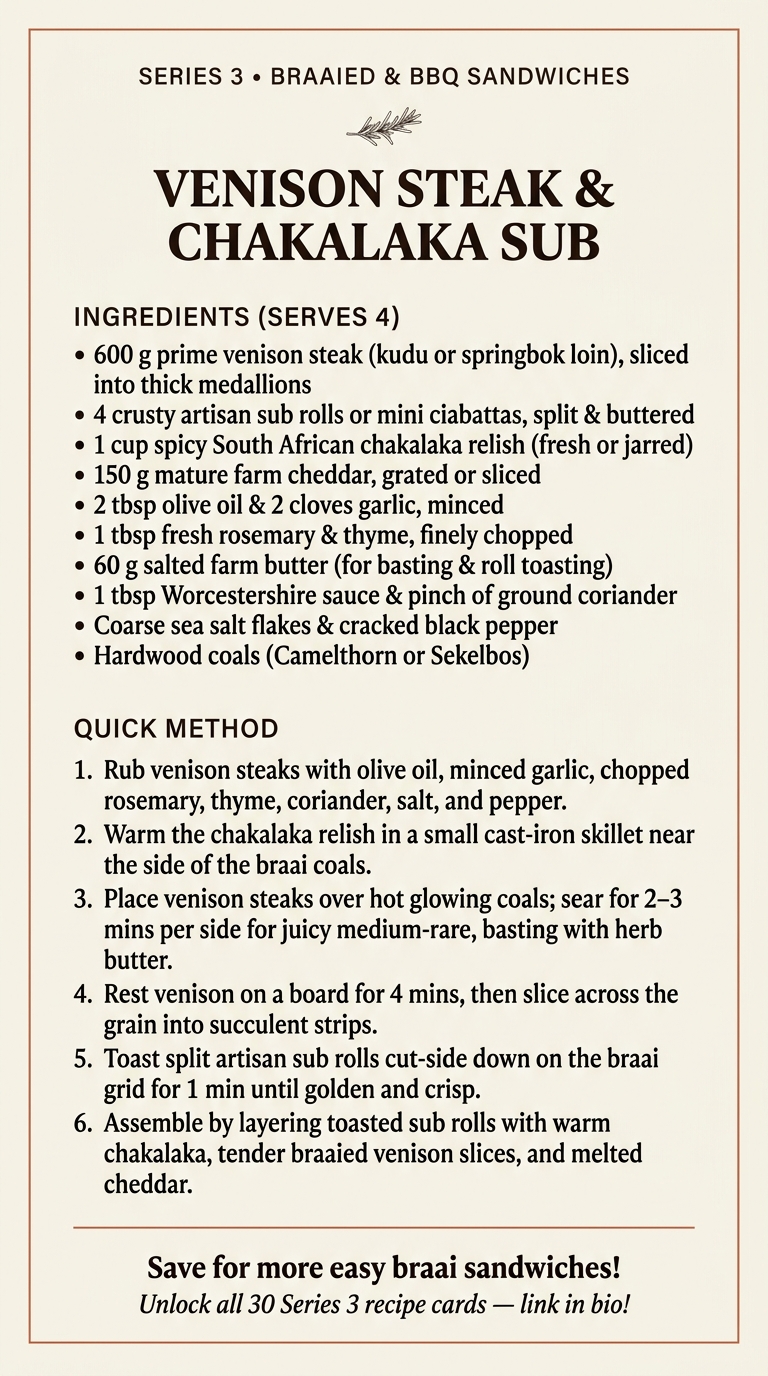 SERIES 3 • BRAAIED & BBQ SANDWICHES
VENISON STEAK &
CHAKALAKA SUB
INGREDIENTS (SERVES 4)
• 600 g prime venison steak (kudu or springbok loin), sliced
into thick medallions
• 4 crusty artisan sub rolls or mini ciabattas, split & buttered
• 1 cup spicy South African chakalaka relish (fresh or jarred)
• 150 g mature farm cheddar, grated or sliced
• 2 tbsp olive oil & 2 cloves garlic, minced
• 1 tbsp fresh rosemary & thyme, finely chopped
• 60 g salted farm butter (for basting & roll toasting)
• 1 tbsp Worcestershire sauce & pinch of ground coriander
• Coarse sea salt flakes & cracked black pepper
• Hardwood coals (Camelthorn or Sekelbos)
QUICK METHOD
1. Rub venison steaks with olive oil, minced garlic, chopped
rosemary, thyme, coriander, salt, and pepper.
2. Warm the chakalaka relish in a small cast-iron skillet near
the side of the braai coals.
3. Place venison steaks over hot glowing coals; sear for 2–3
mins per side for juicy medium-rare, basting with herb
butter.
4. Rest venison on a board for 4 mins, then slice across the
grain into succulent strips.
5. Toast split artisan sub rolls cut-side down on the braai
grid for 1 min until golden and crisp.
6. Assemble by layering toasted sub rolls with warm
chakalaka, tender braaied venison slices, and melted
cheddar.
Save for more easy braai sandwiches!
Unlock all 30 Series 3 recipe cards — link in bio!